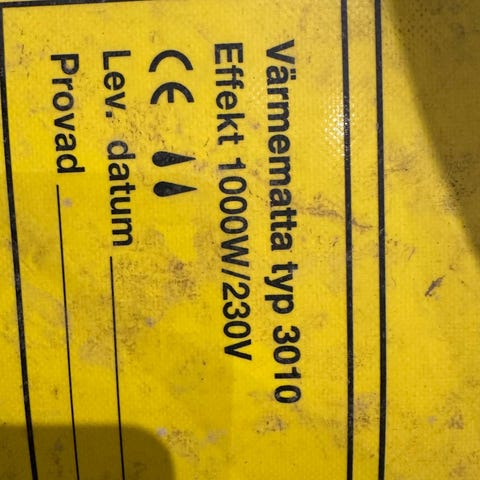 Värmematta typ 3010
Effekt 1000W/230V
CE
Lev. datum
Provad